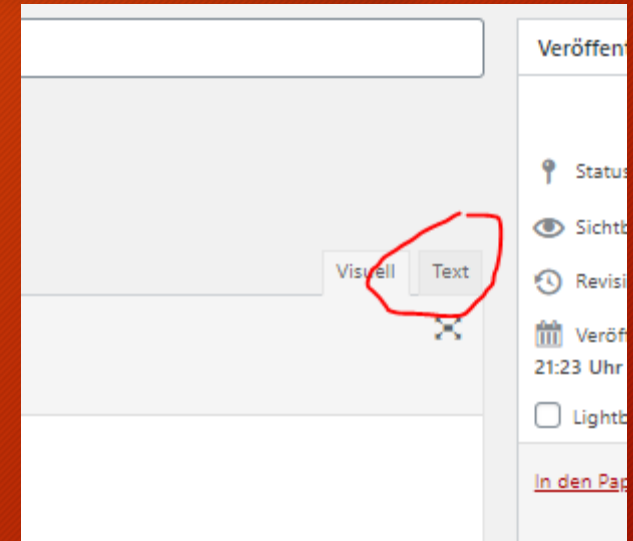 Veröffent
Status
Sichtb
Visuell Text
Revisi
Veröff
21:23 Uhr
Lightb
In den Pap